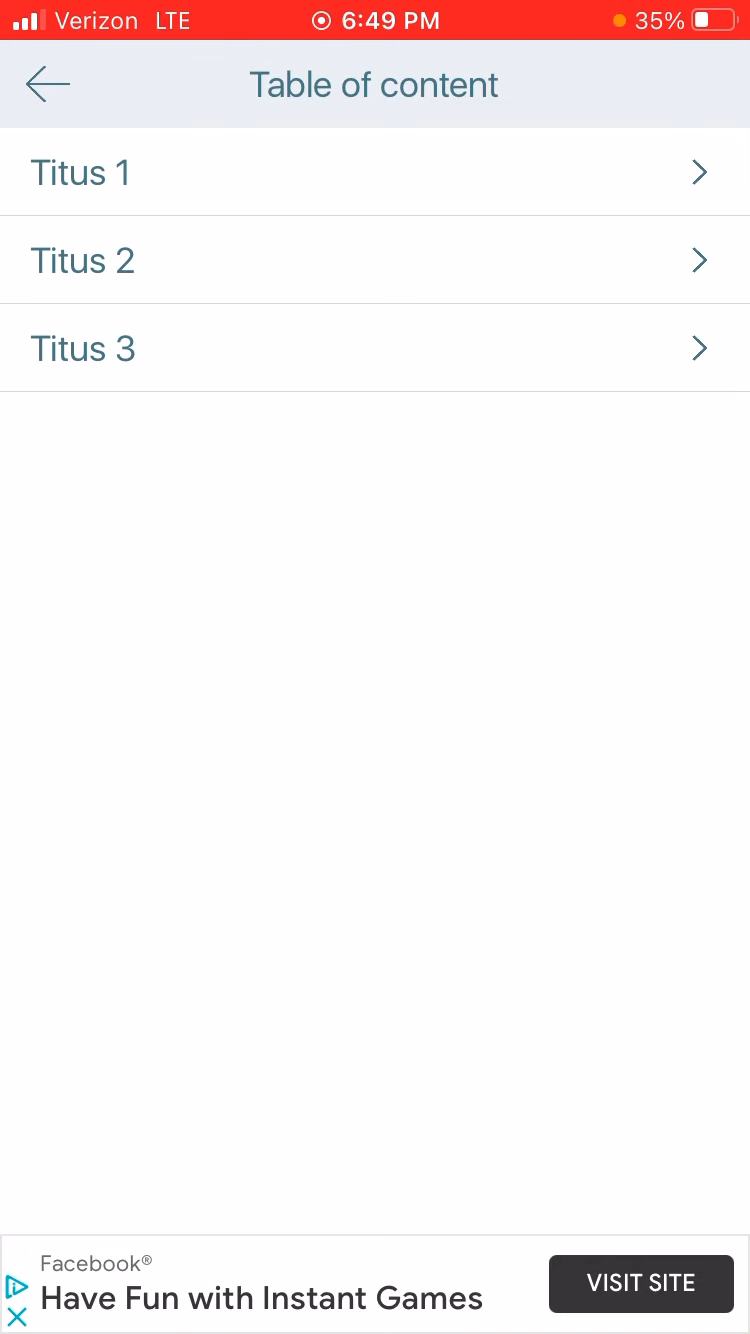 Verizon LTE 6:49 PM 35%
Table of content
Titus 1
Titus 2
Titus 3
Facebook®
Have Fun with Instant Games
VISIT SITE